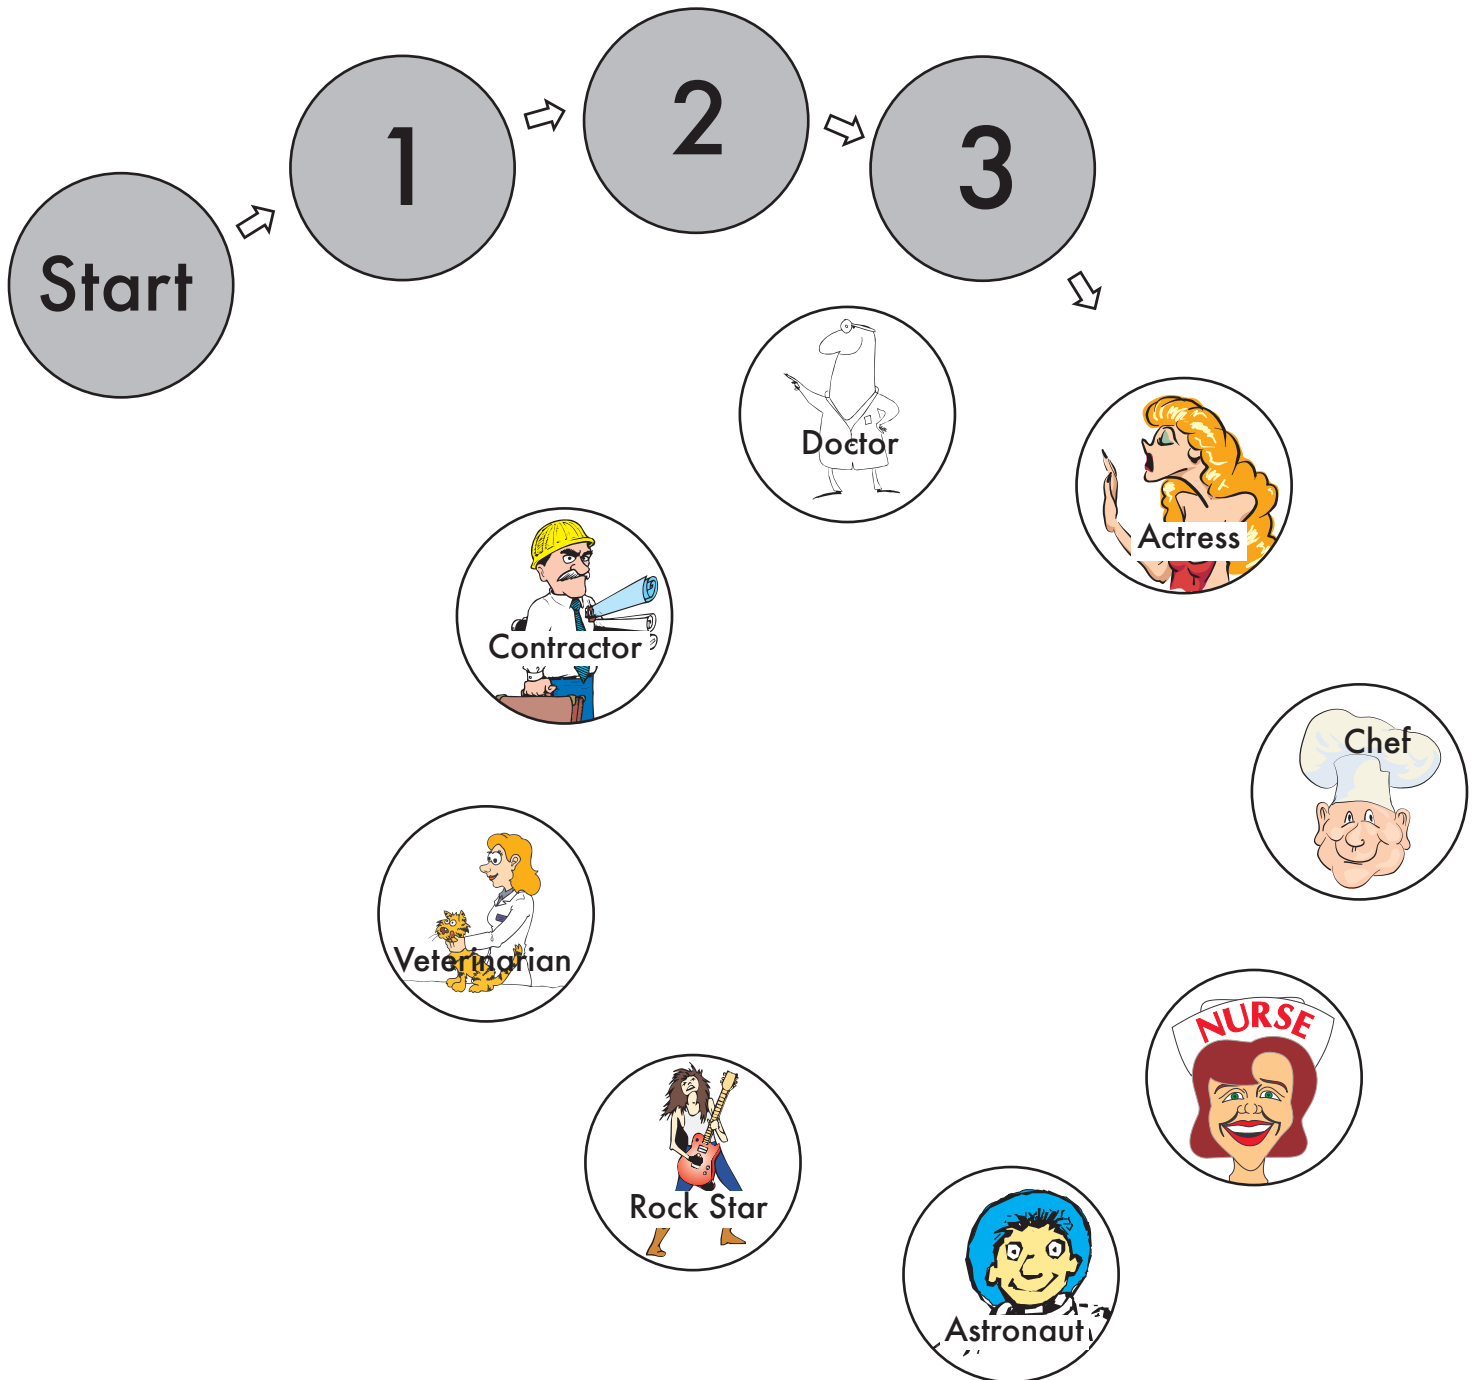 Start
1
2
3
Doctor
Actress
Contractor
Chef
Veterinarian
NURSE
Rock Star
Astronaut